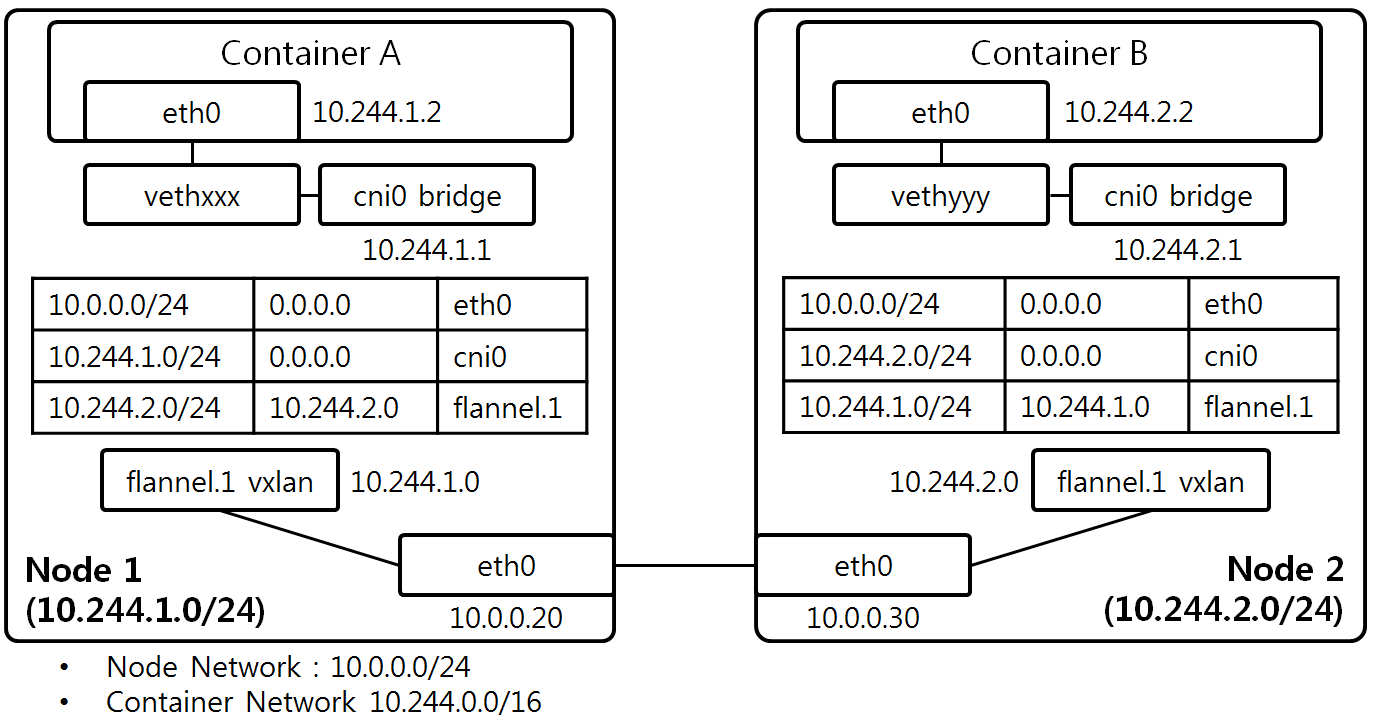 Container A
eth0 10.244.1.2
vethxxx cni0 bridge
10.244.1.1
10.0.0.0/24 0.0.0.0 eth0
10.244.1.0/24 0.0.0.0 cni0
10.244.2.0/24 10.244.2.0 flannel.1
flannel.1 vxlan 10.244.1.0
eth0
10.0.0.20
Node 1
(10.244.1.0/24)
Container B
eth0 10.244.2.2
vethyyy cni0 bridge
10.244.2.1
10.0.0.0/24 0.0.0.0 eth0
10.244.2.0/24 0.0.0.0 cni0
10.244.1.0/24 10.244.1.0 flannel.1
10.244.2.0 flannel.1 vxlan
eth0
10.0.0.30
Node 2
(10.244.2.0/24)
• Node Network : 10.0.0.0/24
• Container Network 10.244.0.0/16